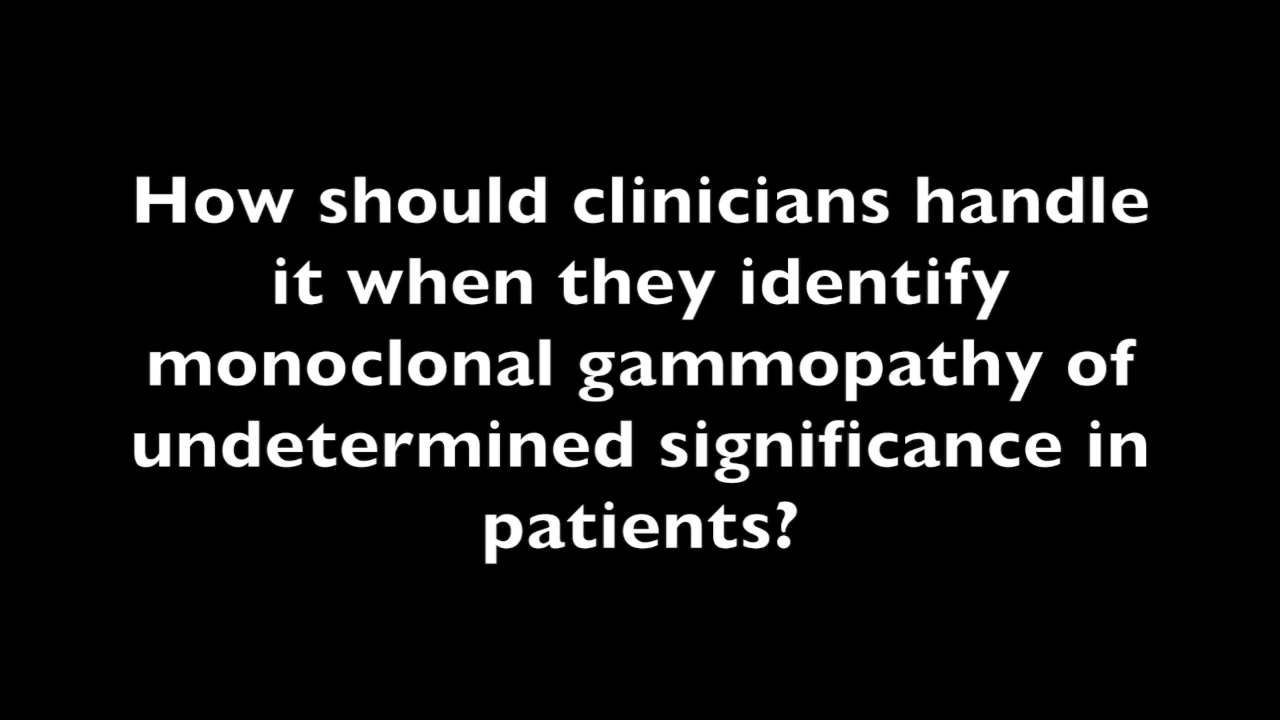 How should clinicians handle
it when they identify
monoclonal gammopathy of
undetermined significance in
patients?